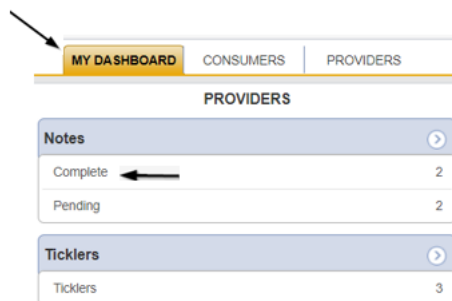 MY DASHBOARD CONSUMERS PROVIDERS
PROVIDERS
Notes
Complete 2
Pending 2
Ticklers
Ticklers 3